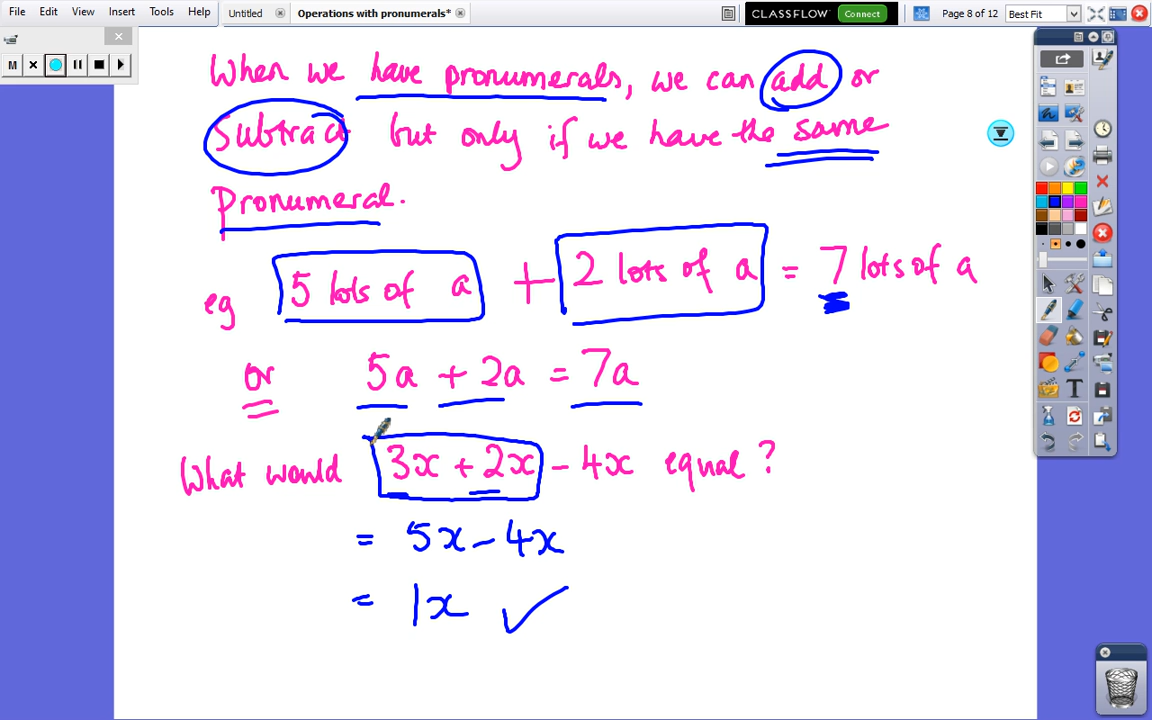 File Edit View Insert Tools Help
Untitled
Operations with pronumerals*
CLASSFLOW Connect
Page 8 of 12
Best Fit
M
When we have pronumerals, we can add or
Subtract but only if we have the same
Pronumeral.
eg 5 lots of a + 2 lots of a = 7 lots of a
or 5a + 2a = 7a
What would 3x + 2x - 4x equal?
= 5x - 4x
= 1x ✓